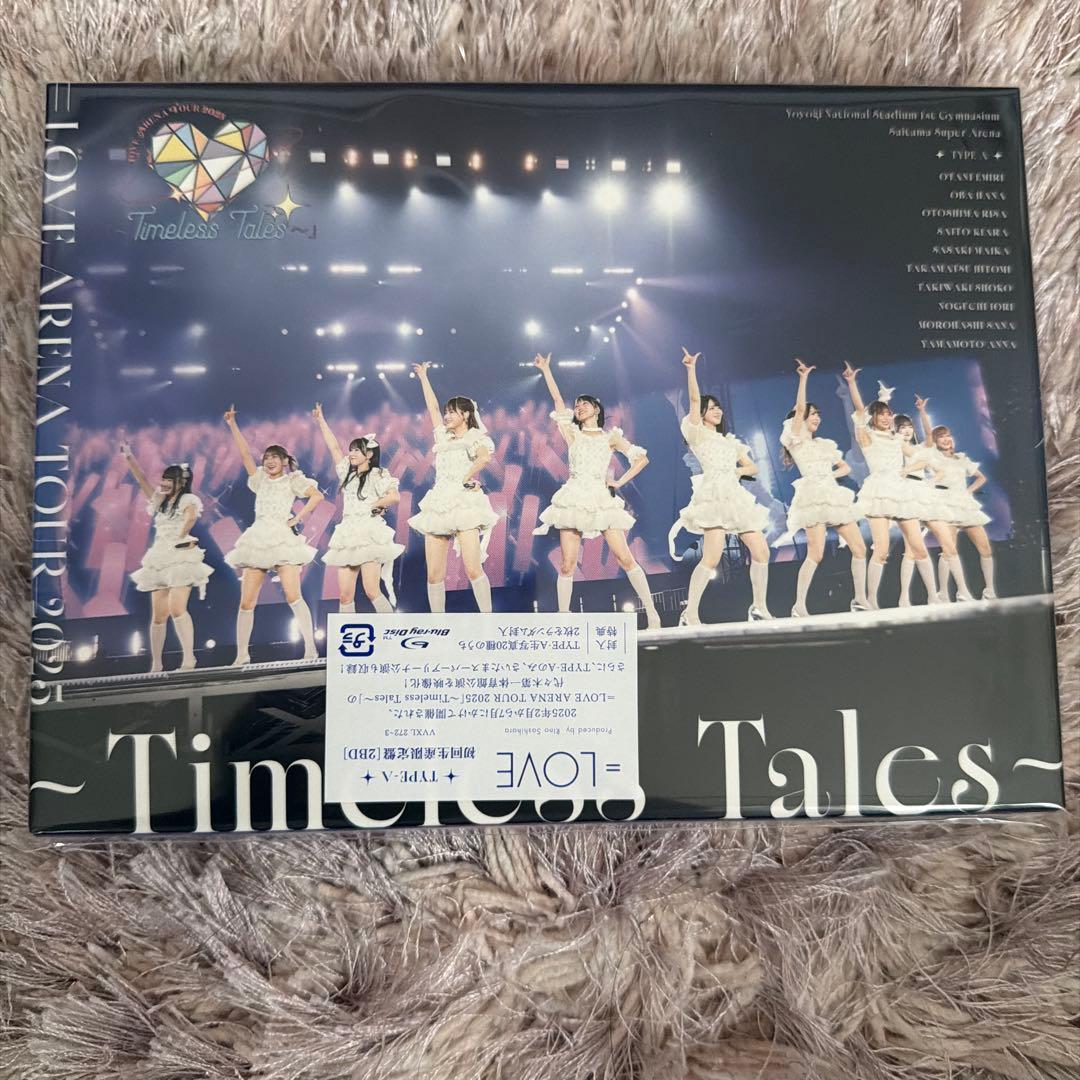 =LOVE ARENA TOUR 2025
LOVE ARENA TOUR 2025
Timeless Tales～」
Yoyogi National Stadium 1st Gymnasium
Saitama Super Arena
✦ TYPE-A ✦
OTANI EMIRI
OBA HANA
OTOSHIMA RISA
SAITO KIARA
SASAKI MAIKA
TAKAMATSU HITOMI
TAKIWAKI SHOKO
NOGUCHI IORI
MOROHASHI SANA
YAMAMOTO ANNA
=LOVE
✦ TYPE-A ✦
初回生産限定盤 [2BD]
Produced by Rino Sashihara
VVXL 272~3
2025年2月から7月にかけて開催された、
=LOVE ARENA TOUR 2025「～Timeless Tales～」の
代々木第一体育館公演を映像化！
さらに、TYPE-Aのみ、さいたまスーパーアリーナ公演も収録！
封入特典
TYPE-A生写真20種のうち
2枚をランダム封入
Blu-ray Disc™
~Timeless Tales~